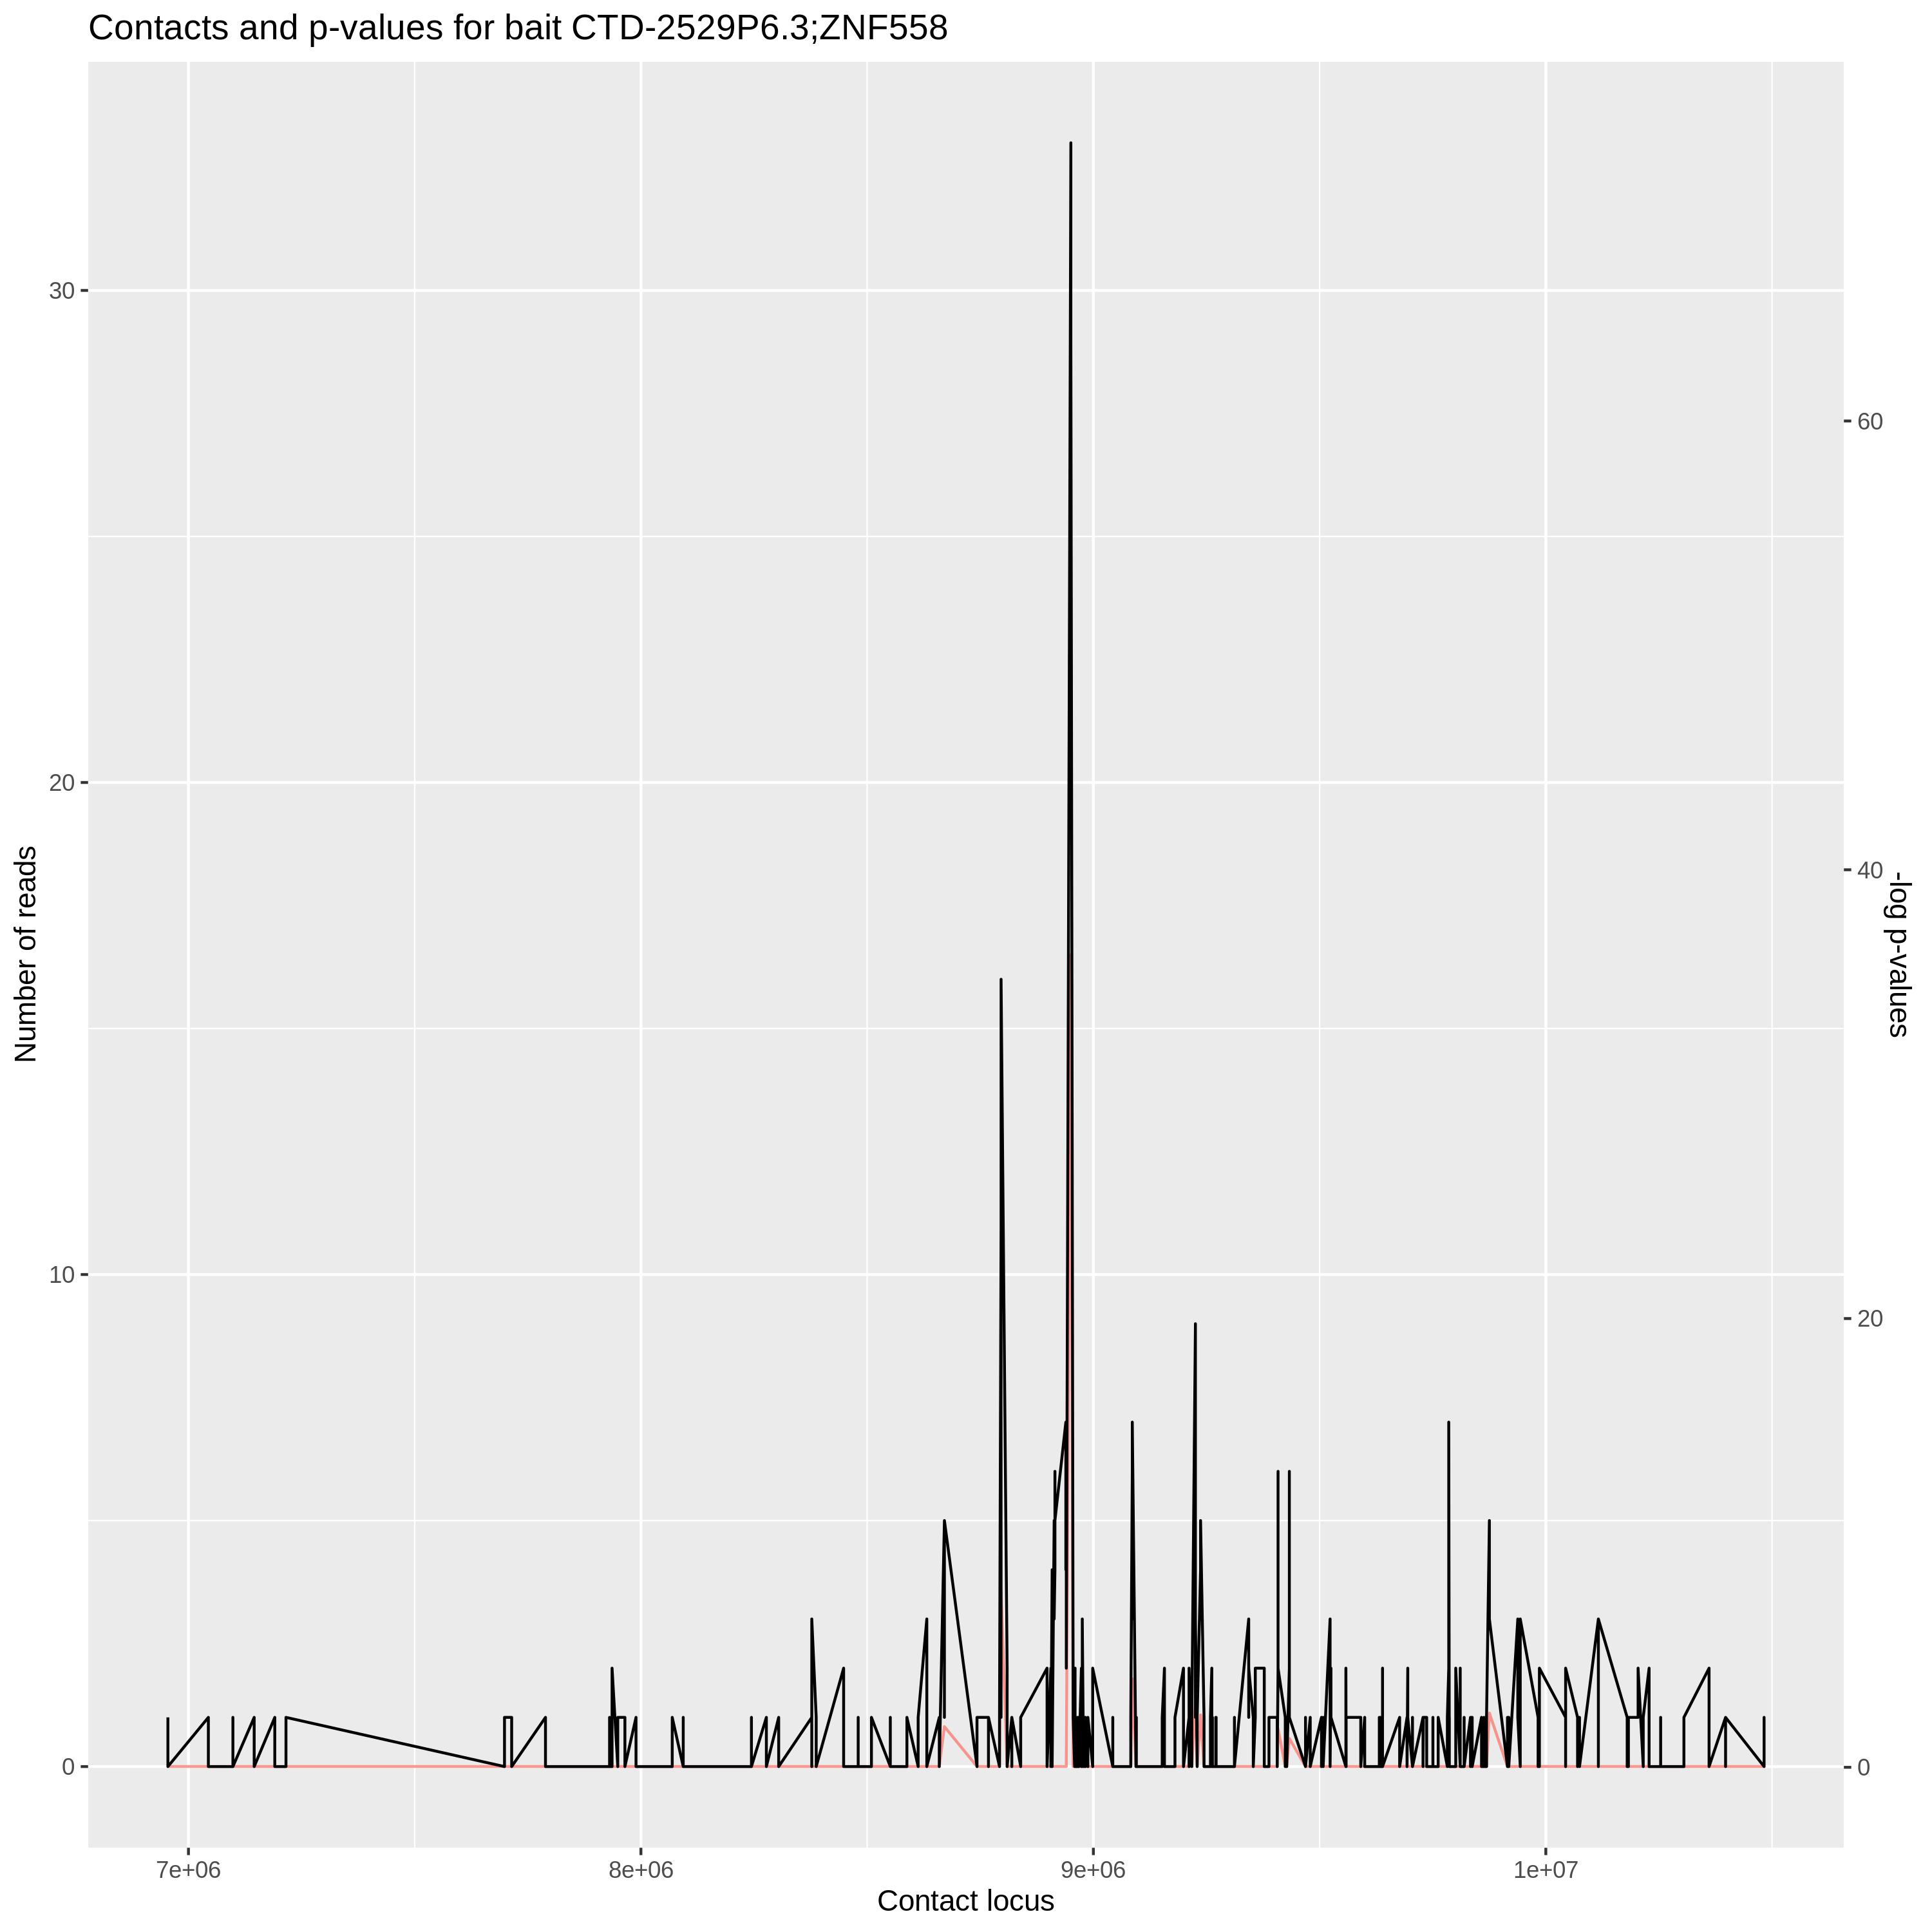 Contacts and p-values for bait CTD-2529P6.3;ZNF558
30
20
10
0
Number of reads
60
40
20
0
-log p-values
7e+06
8e+06
9e+06
1e+07
Contact locus